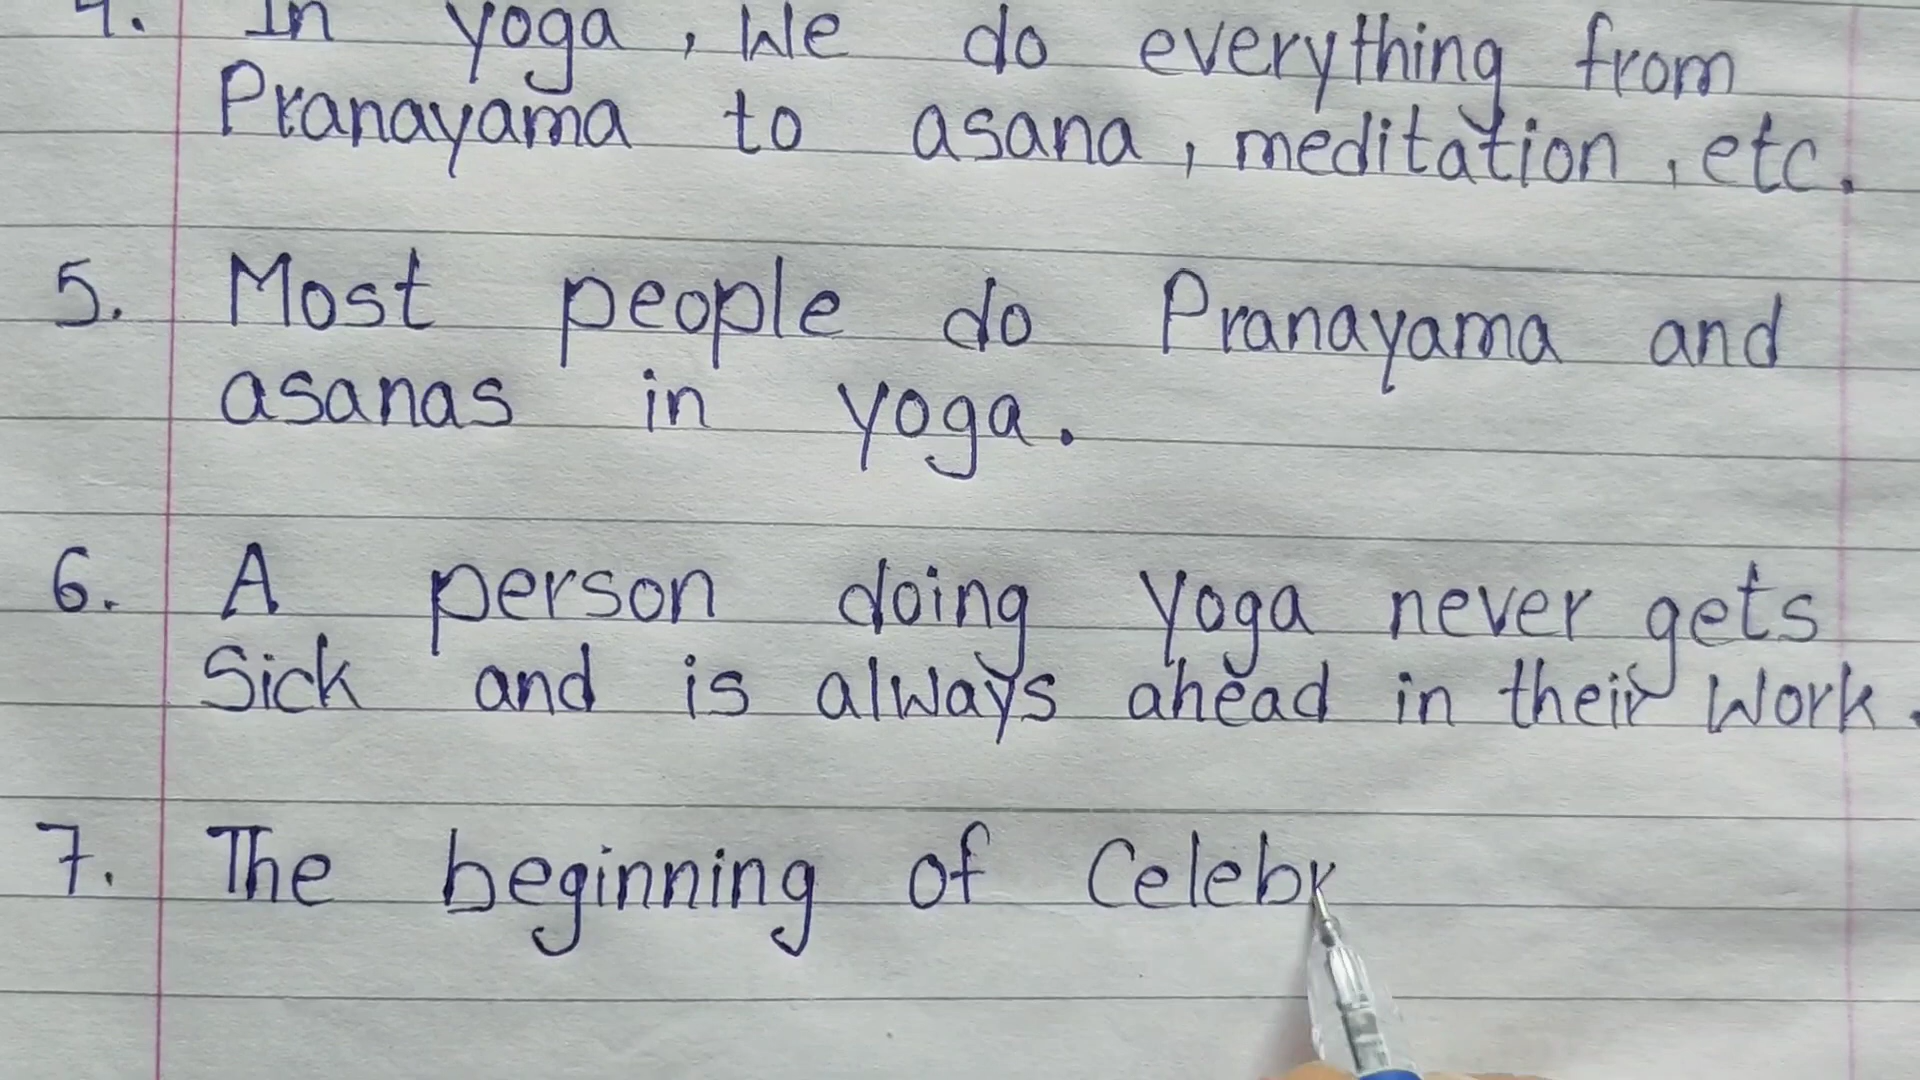 4. In yoga, We do everything from
Pranayama to asana, meditation, etc.
5. Most people do Pranayama and
asanas in yoga.
6. A person doing yoga never gets
Sick and is always ahead in their Work.
7. The beginning of Celebr